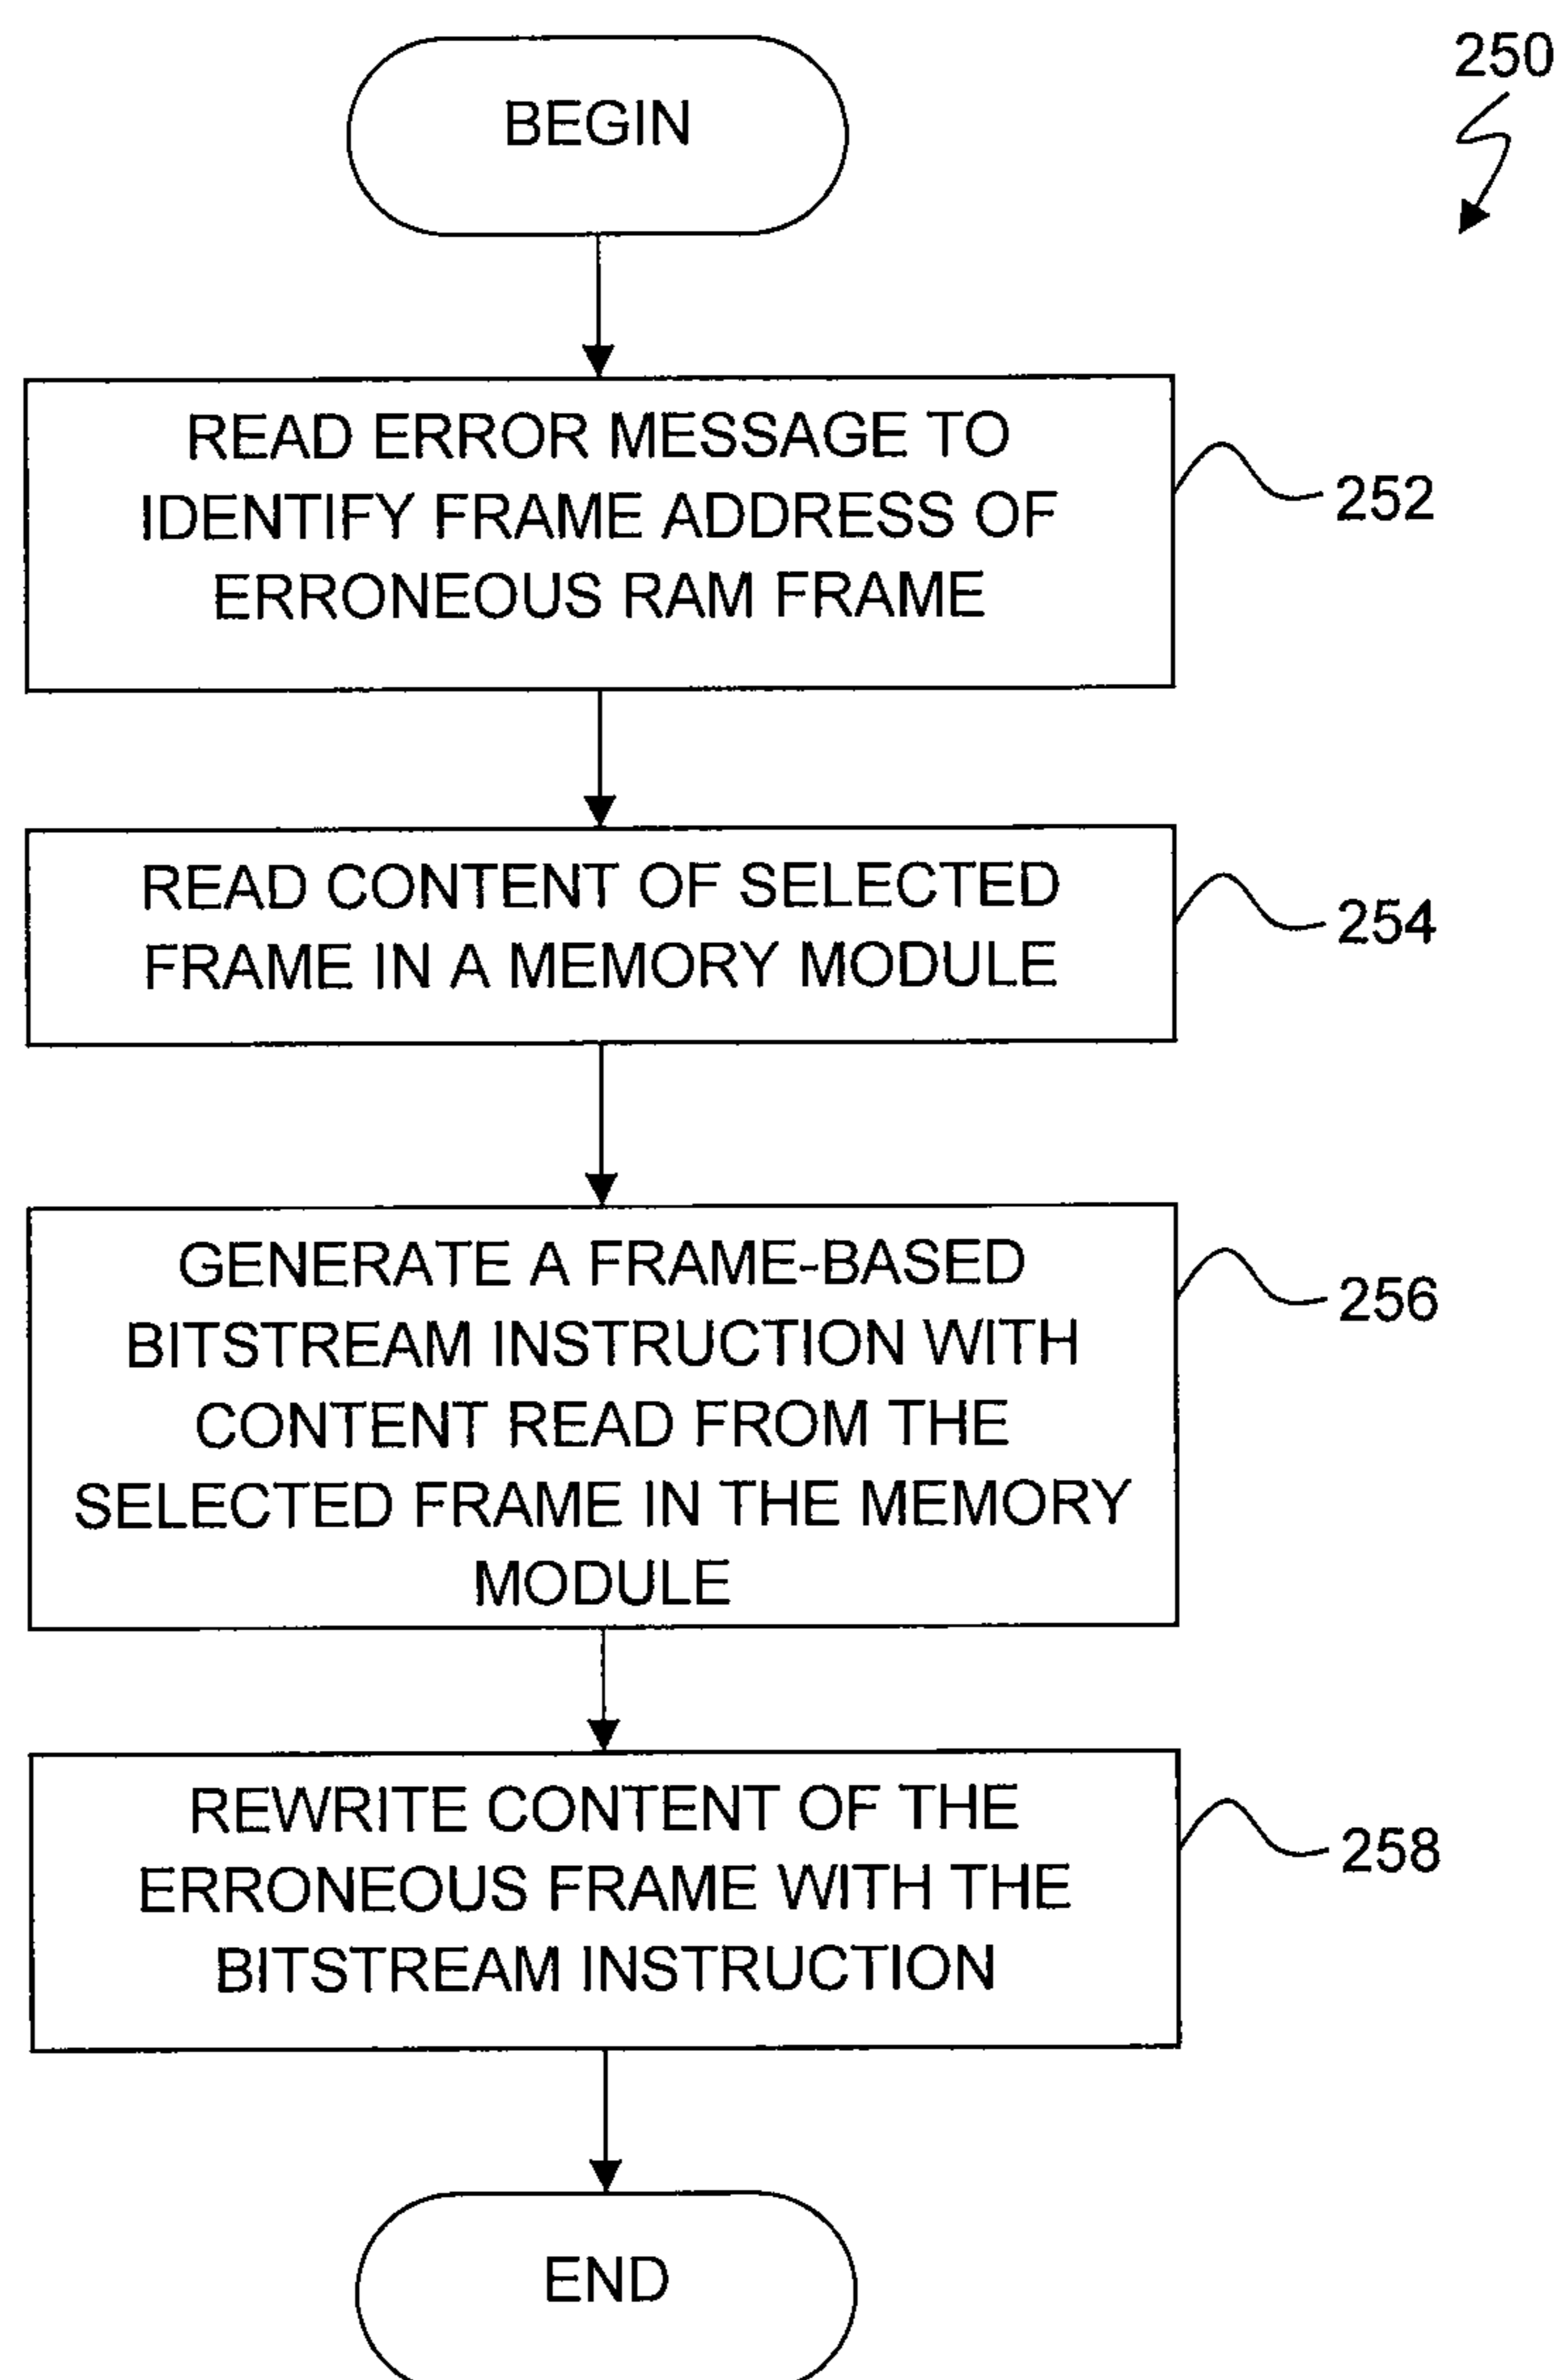 250
BEGIN
READ ERROR MESSAGE TO
IDENTIFY FRAME ADDRESS OF
ERRONEOUS RAM FRAME
252
READ CONTENT OF SELECTED
FRAME IN A MEMORY MODULE
254
GENERATE A FRAME-BASED
BITSTREAM INSTRUCTION WITH
CONTENT READ FROM THE
SELECTED FRAME IN THE MEMORY
MODULE
256
REWRITE CONTENT OF THE
ERRONEOUS FRAME WITH THE
BITSTREAM INSTRUCTION
258
END